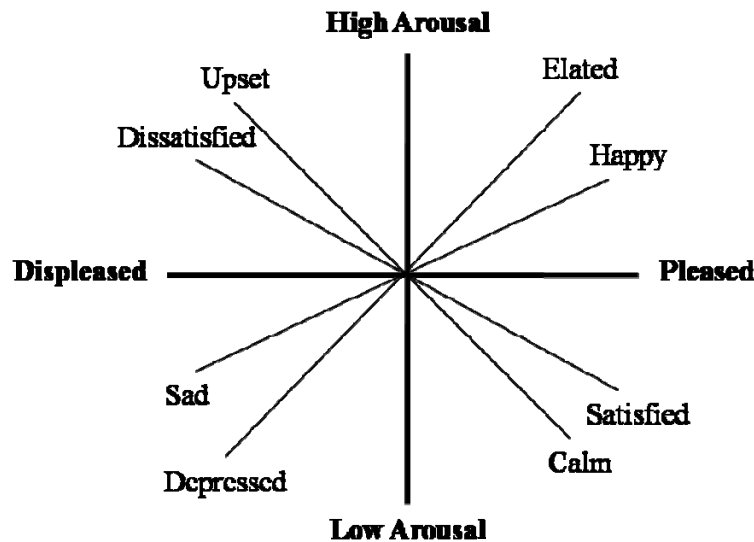 High Arousal
Upset
Elated
Dissatisfied
Happy
Displeased
Pleased
Sad
Satisfied
Calm
Depressed
Low Arousal